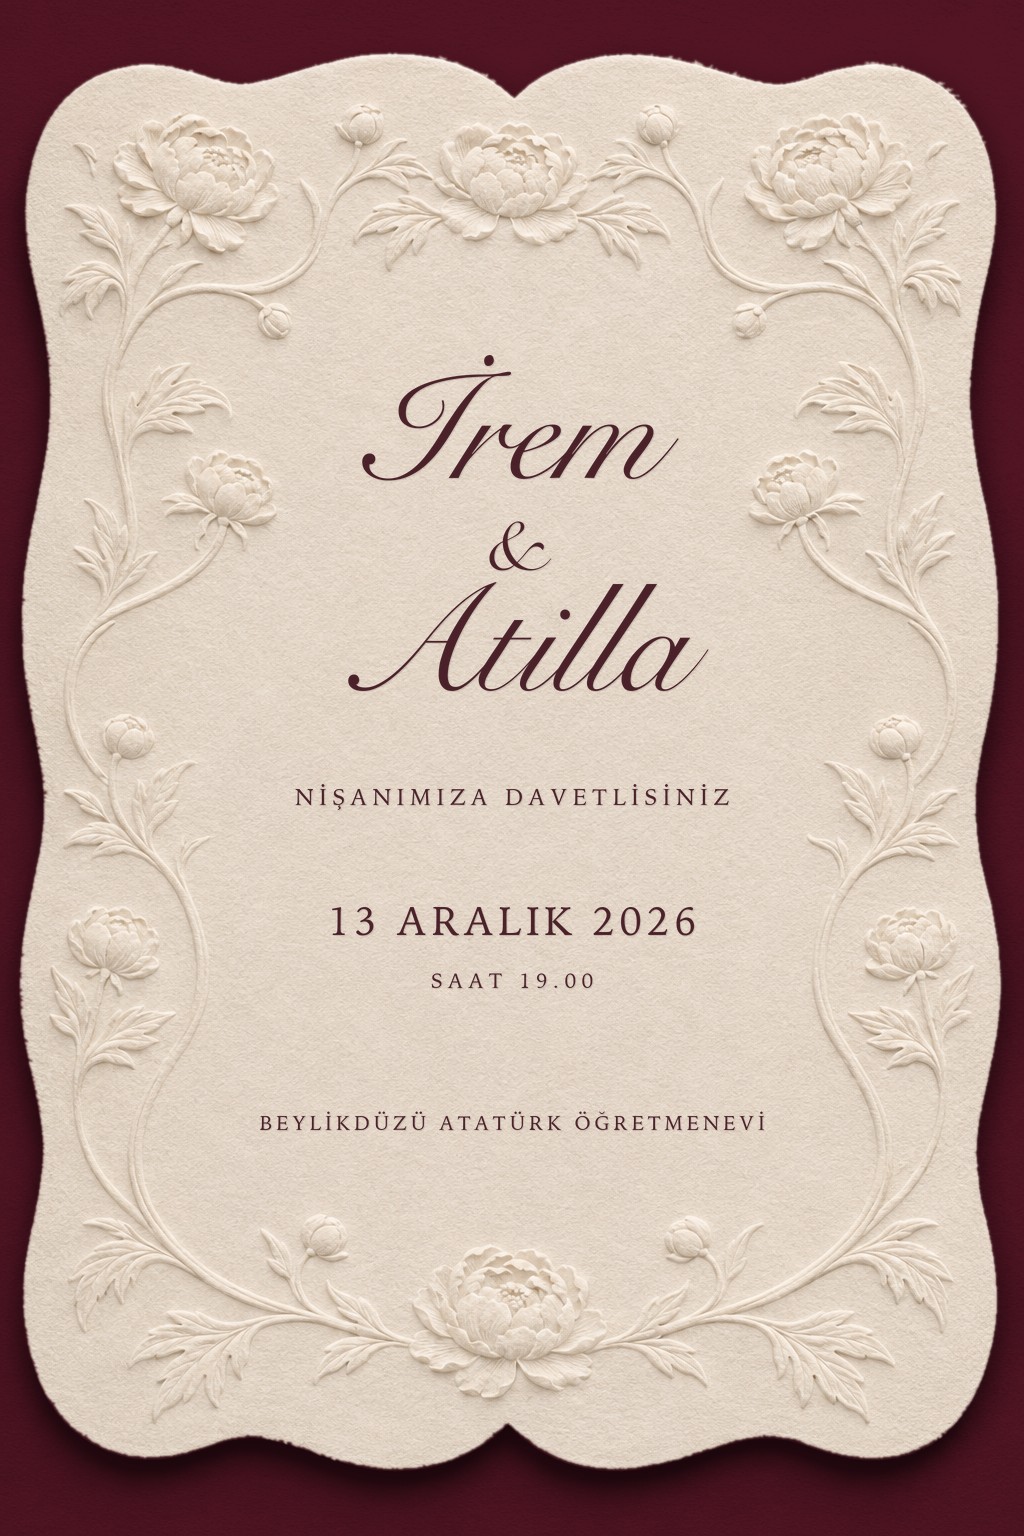 İrem
&
Atilla
NİŞANIMIZA DAVETLİSİNİZ
13 ARALIK 2026
SAAT 19.00
BEYLİKDÜZÜ ATATÜRK ÖĞRETMENEVİ